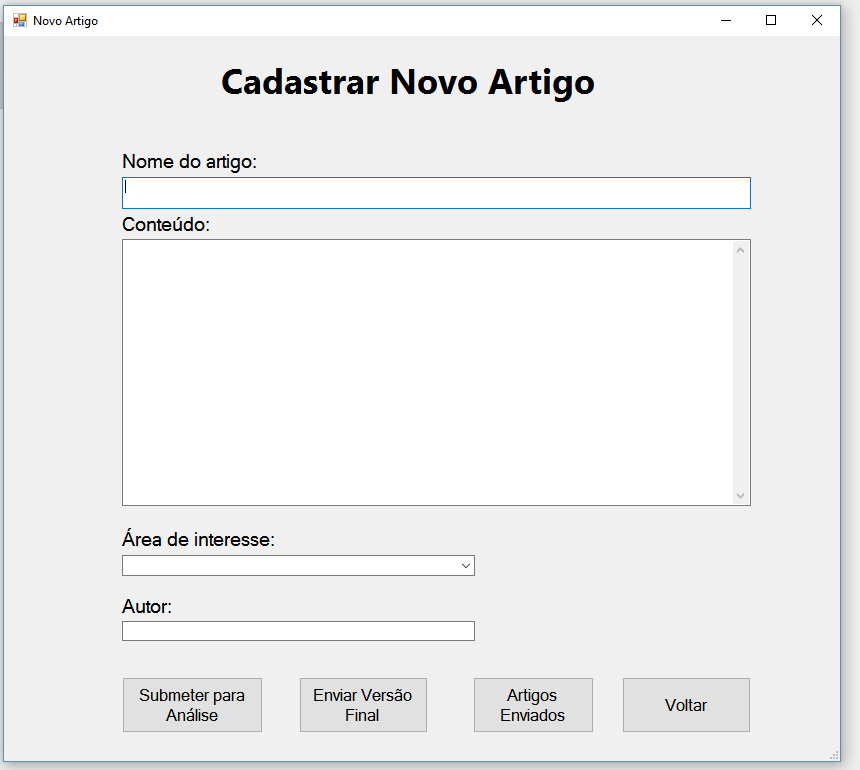 Novo Artigo
Cadastrar Novo Artigo
Nome do artigo:
Conteúdo:
Área de interesse:
Autor:
Submeter para
Análise
Enviar Versão
Final
Artigos
Enviados
Voltar